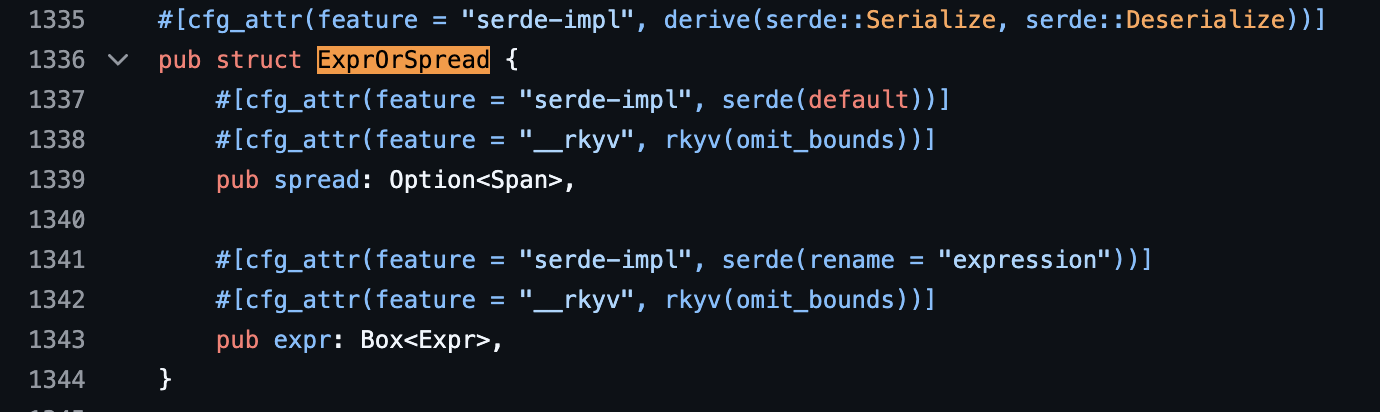 1335 #[cfg_attr(feature = "serde-impl", derive(serde::Serialize, serde::Deserialize))]
1336 pub struct ExprOrSpread {
1337 #[cfg_attr(feature = "serde-impl", serde(default))]
1338 #[cfg_attr(feature = "__rkyv", rkyv(omit_bounds))]
1339 pub spread: Option<Span>,
1340
1341 #[cfg_attr(feature = "serde-impl", serde(rename = "expression"))]
1342 #[cfg_attr(feature = "__rkyv", rkyv(omit_bounds))]
1343 pub expr: Box<Expr>,
1344 }